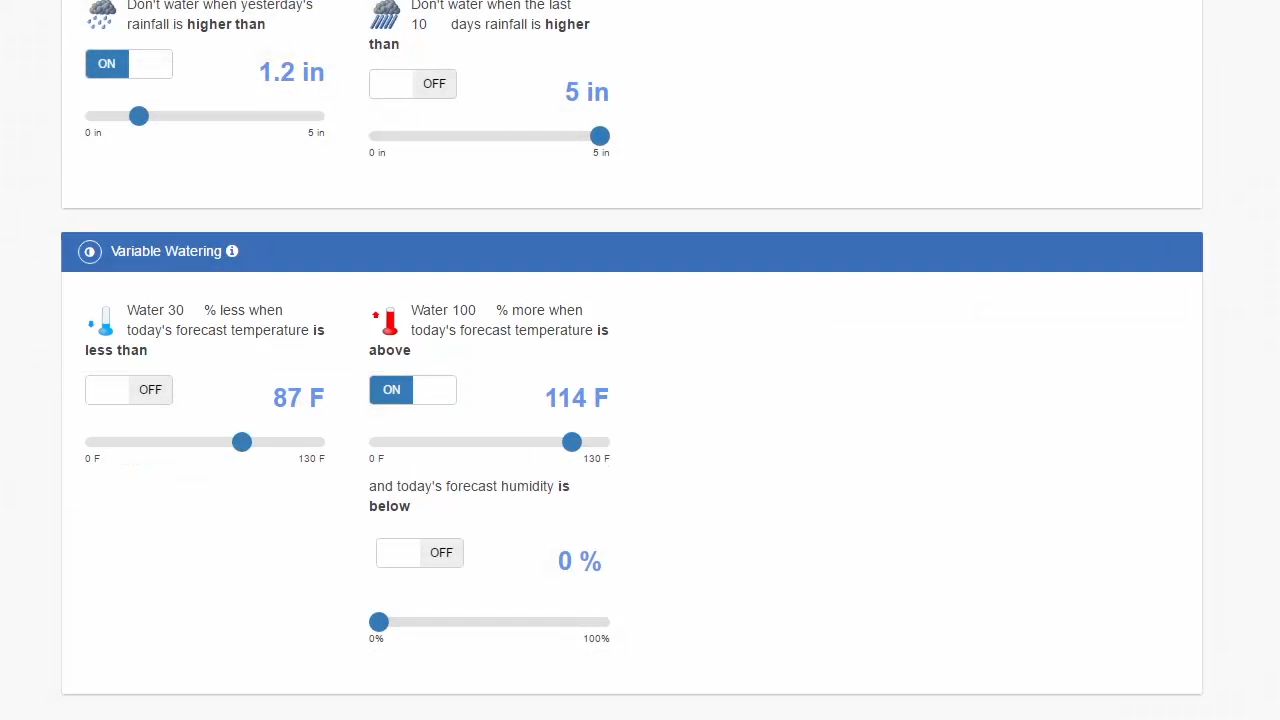 Don't water when yesterday's
rainfall is higher than
ON
1.2 in
0 in
5 in
Don't water when the last
10 days rainfall is higher
than
OFF
5 in
0 in
5 in
Variable Watering
Water 30 % less when
today's forecast temperature is
less than
OFF
87 F
0 F
130 F
Water 100 % more when
today's forecast temperature is
above
ON
114 F
0 F
130 F
and today's forecast humidity is
below
OFF
0 %
0%
100%